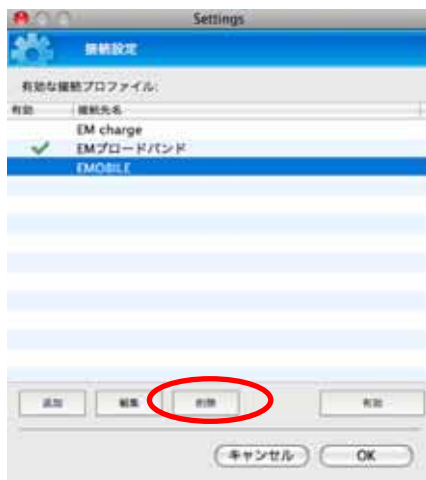 Settings
接続設定
有効な接続プロファイル:
有効 接続先名
EM charge
EMブロードバンド
EMOBILE
追加 編集 削除 有効
キャンセル OK